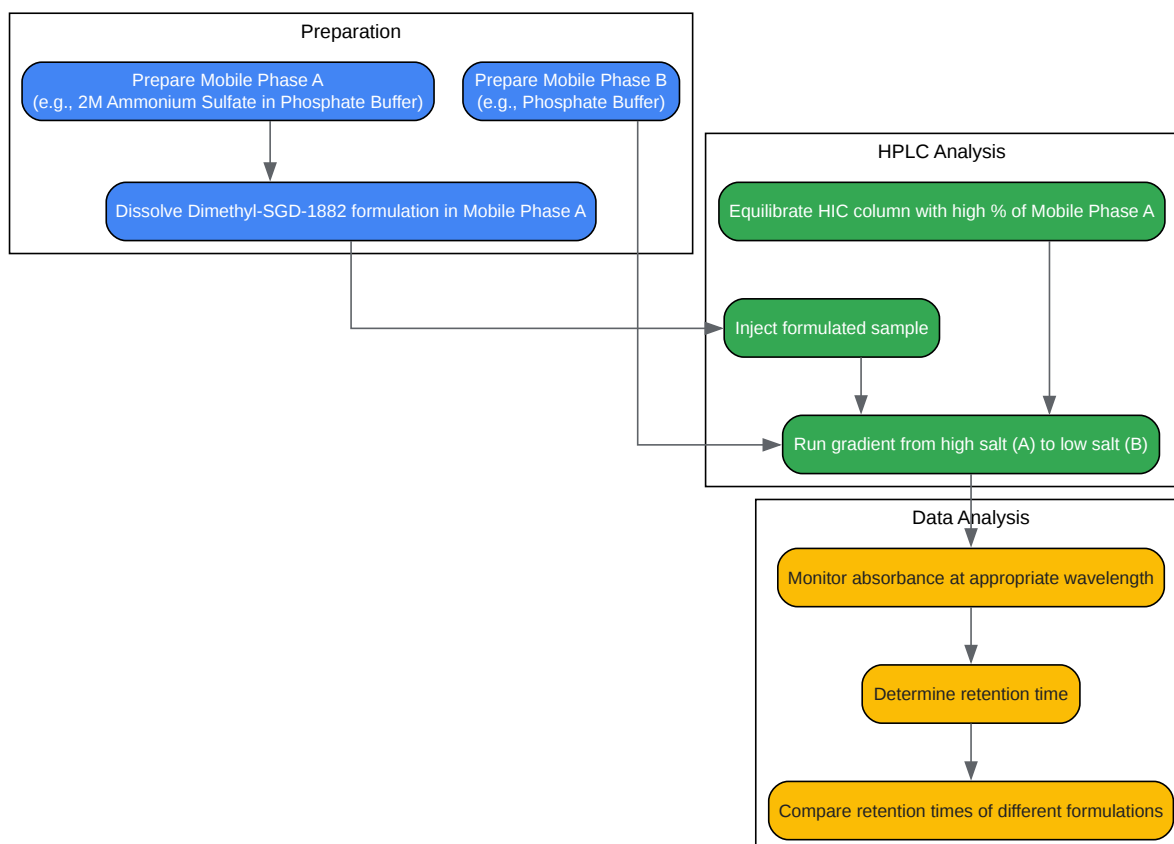 Preparation
Prepare Mobile Phase A
(e.g., 2M Ammonium Sulfate in Phosphate Buffer)
Prepare Mobile Phase B
(e.g., Phosphate Buffer)
Dissolve Dimethyl-SGD-1882 formulation in Mobile Phase A
HPLC Analysis
Equilibrate HIC column with high % of Mobile Phase A
Inject formulated sample
Run gradient from high salt (A) to low salt (B)
Data Analysis
Monitor absorbance at appropriate wavelength
Determine retention time
Compare retention times of different formulations